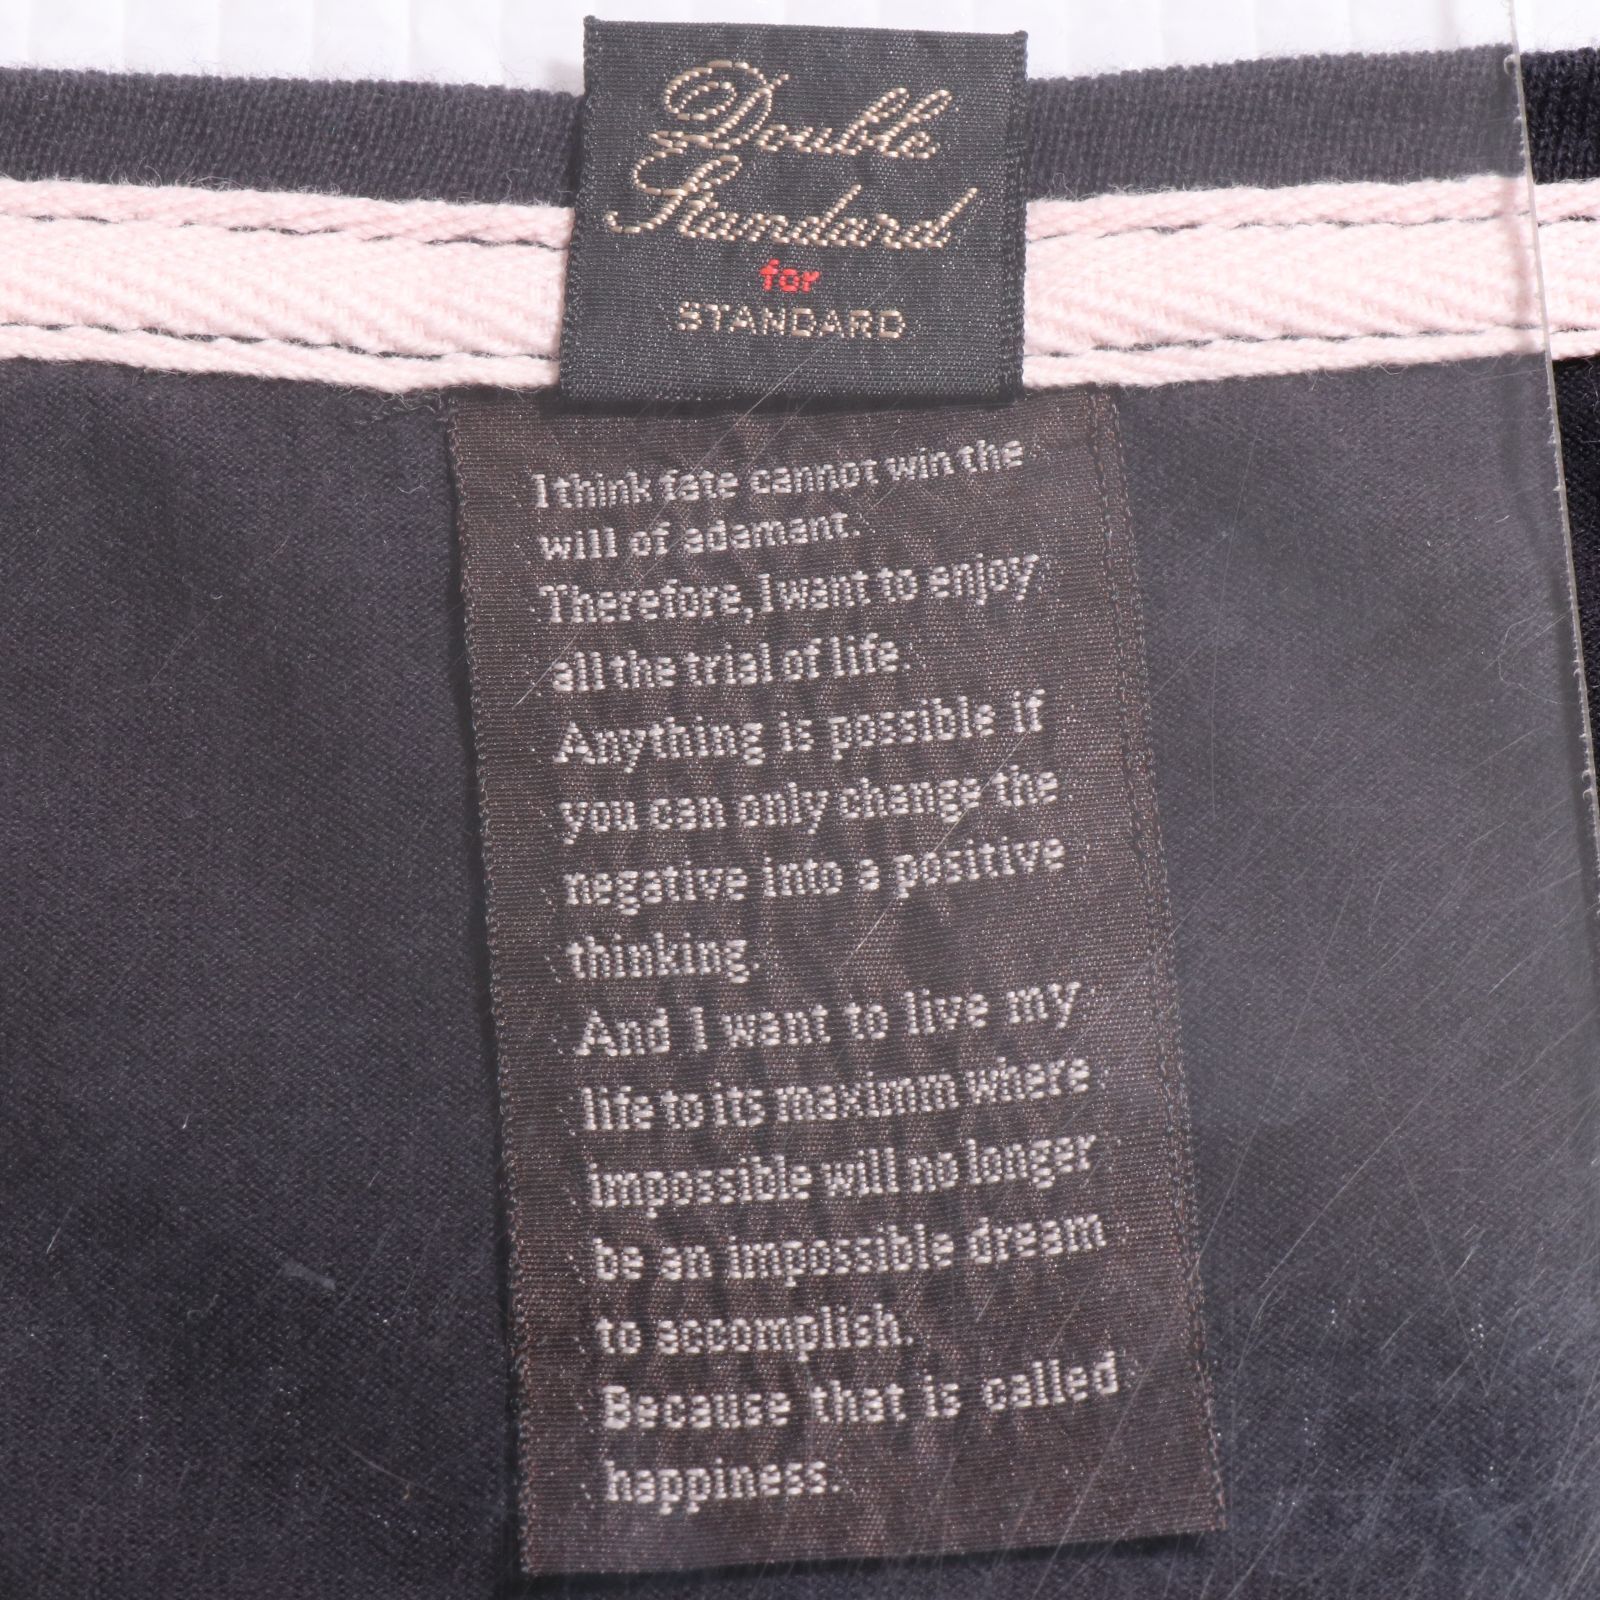 Double
Standard
for
STANDARD
I think fate cannot win the
will of adamant.
Therefore, I want to enjoy
all the trial of life.
Anything is possible if
you can only change the
negative into a positive
thinking.
And I want to live my
life to its maximm where
impossible will no longer
be an impossible dream
to accomplish.
Because that is called
happiness.